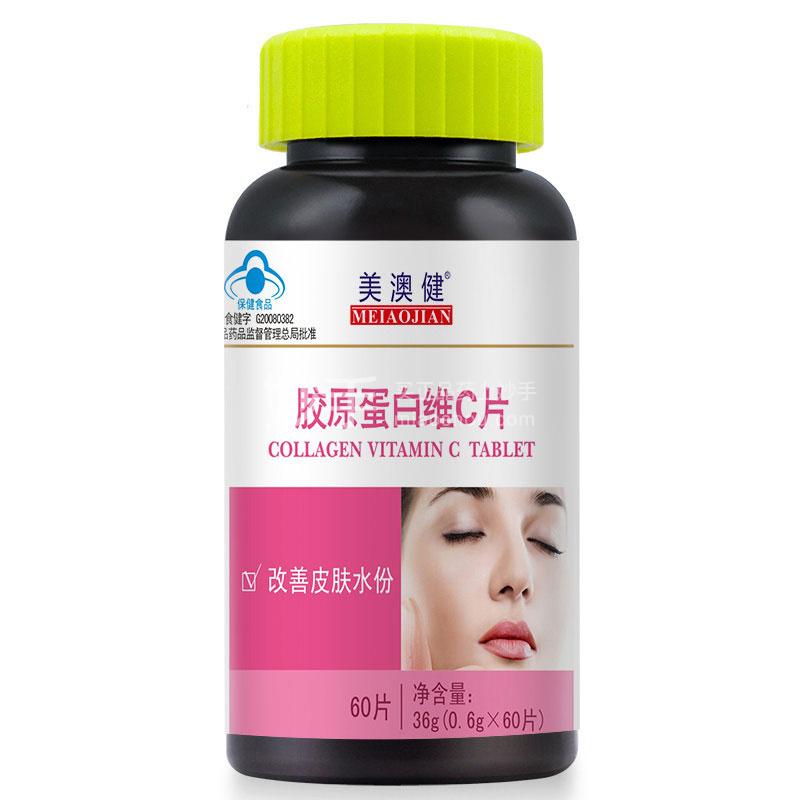 保健食品
食健字 G20080382
品药品监督管理总局批准
美澳健®
MEIAOJIAN
胶原蛋白维C片
COLLAGEN VITAMIN C TABLET
改善皮肤水份
60片
净含量:
36g(0.6g×60片)